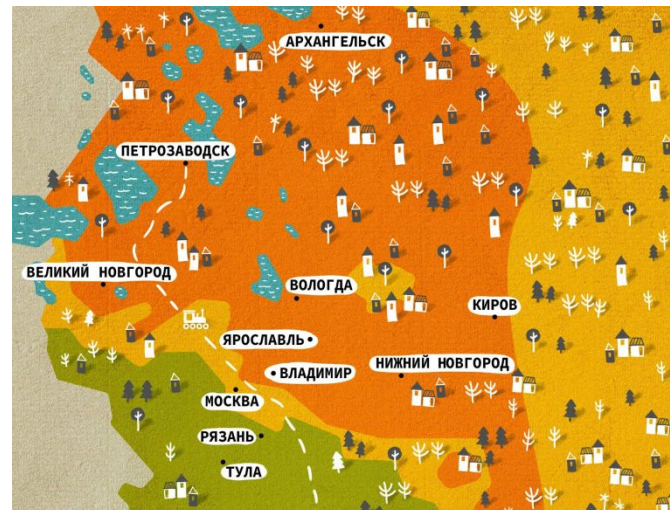 АРХАНГЕЛЬСК
ПЕТРОЗАВОДСК
ВЕЛИКИЙ НОВГОРОД
ВОЛОГДА
КИРОВ
ЯРОСЛАВЛЬ
ВЛАДИМИР
НИЖНИЙ НОВГОРОД
МОСКВА
РЯЗАНЬ
ТУЛА